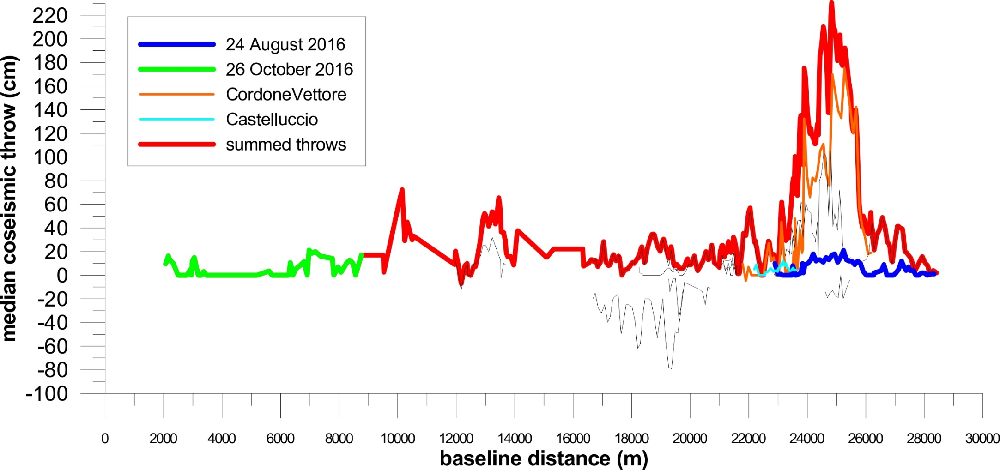 220
200
180
160
140
120
100
80
60
40
20
0
-20
-40
-60
-80
-100
median coseismic throw (cm)
24 August 2016
26 October 2016
CordoneVettore
Castelluccio
summed throws
0 2000 4000 6000 8000 10000 12000 14000 16000 18000 20000 22000 24000 26000 28000 30000
baseline distance (m)